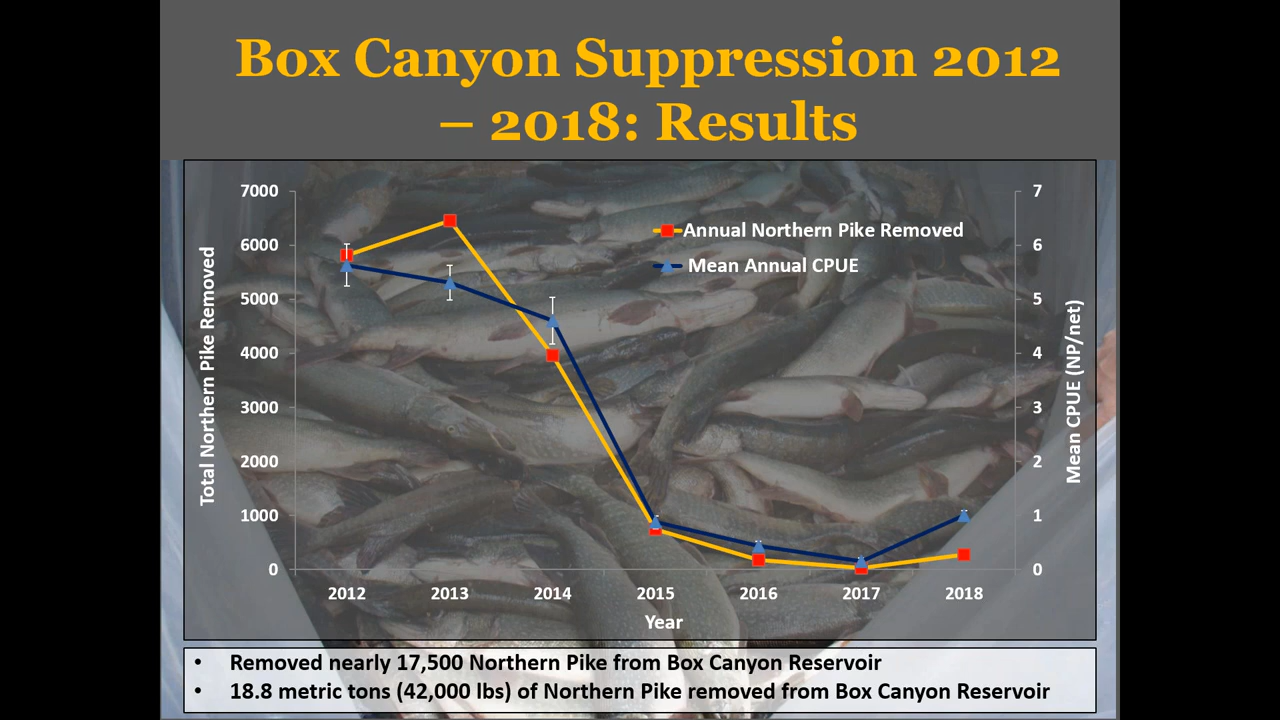 Box Canyon Suppression 2012
– 2018: Results
7000
6000
5000
4000
3000
2000
1000
0
Total Northern Pike Removed
Annual Northern Pike Removed
Mean Annual CPUE
7
6
5
4
3
2
1
0
Mean CPUE (NP/net)
2012 2013 2014 2015 2016 2017 2018
Year
• Removed nearly 17,500 Northern Pike from Box Canyon Reservoir
• 18.8 metric tons (42,000 lbs) of Northern Pike removed from Box Canyon Reservoir